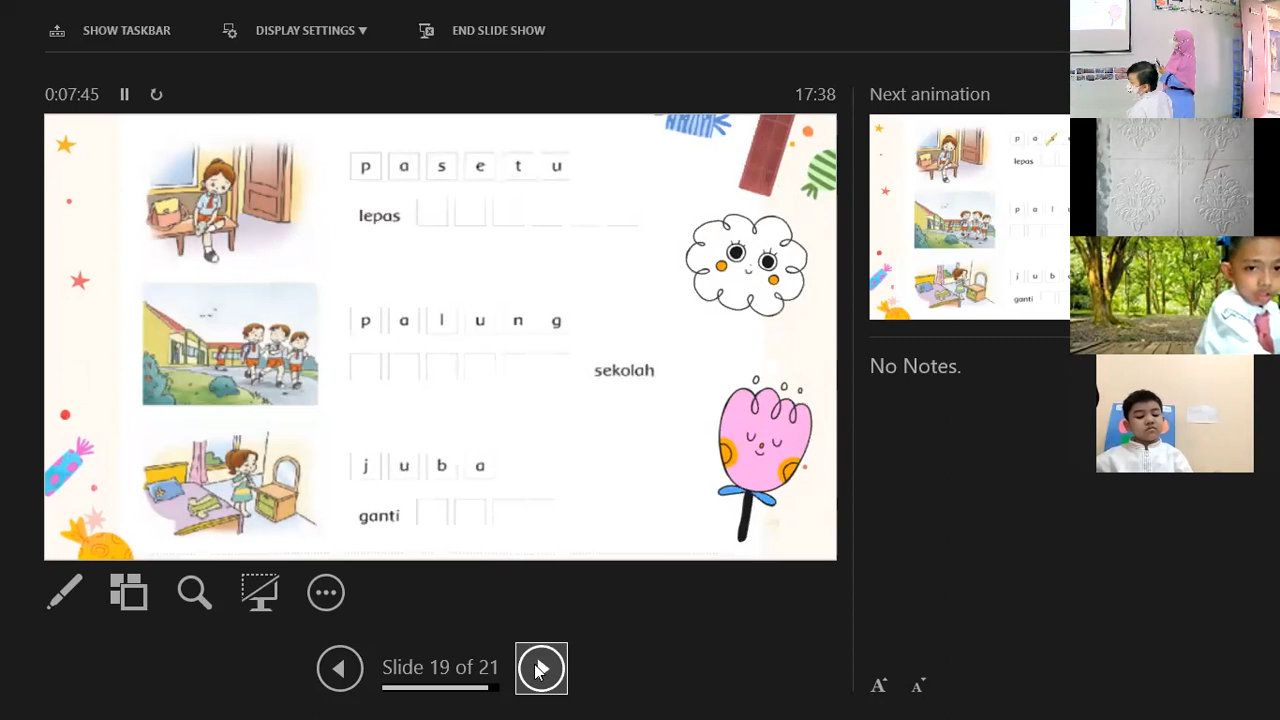 SHOW TASKBAR DISPLAY SETTINGS ▼ END SLIDE SHOW
0:07:45 17:38 Next animation
p a s e t u
lepas
p a l u n g
sekolah
j u b a
ganti
p a
lepas
p a l u
j u b
ganti
No Notes.
Slide 19 of 21
A A